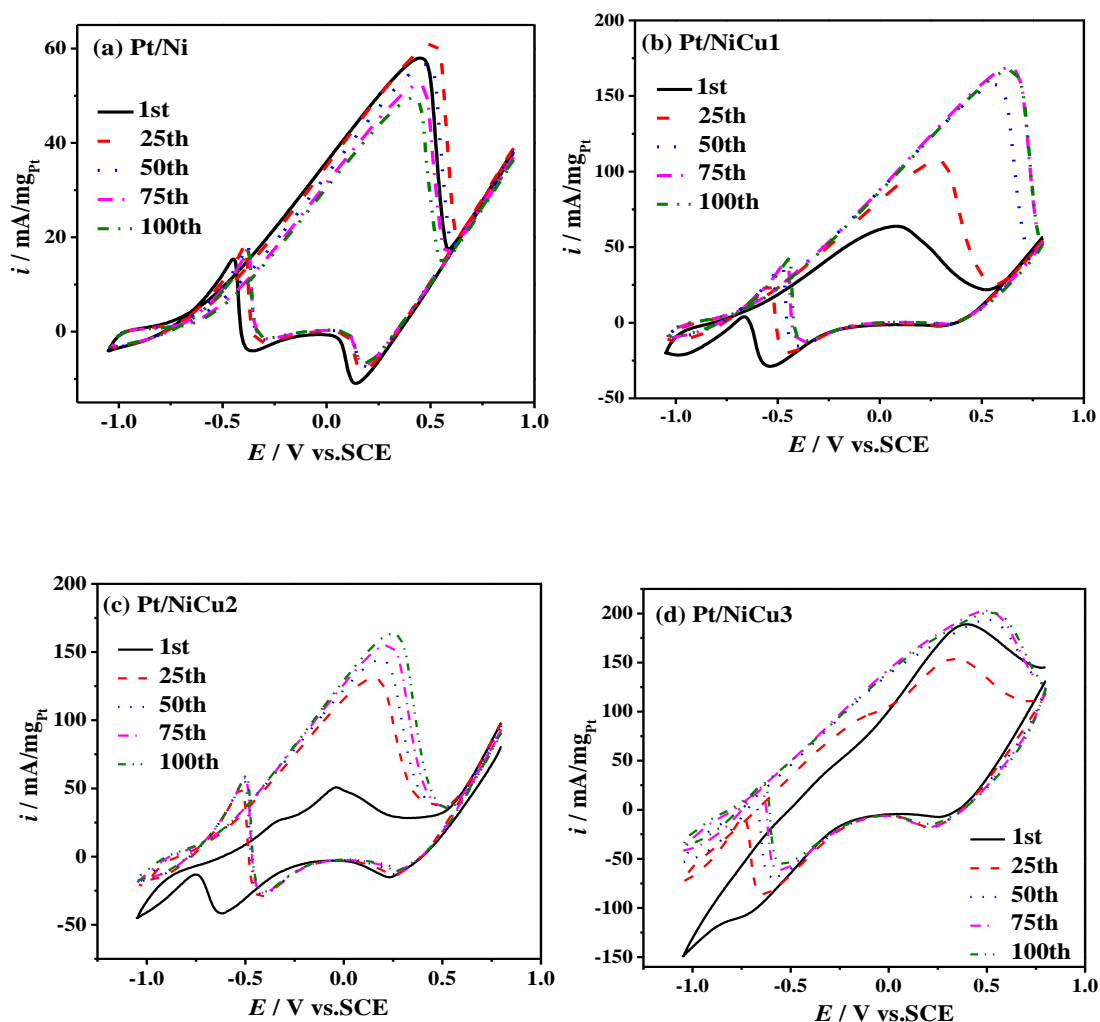 (a) Pt/Ni
1st
25th
50th
75th
100th
60
40
20
0
-1.0
-0.5
0.0
0.5
1.0
i / mA/mgPt
E / V vs.SCE
(b) Pt/NiCu1
1st
25th
50th
75th
100th
200
150
100
50
0
-50
-1.0
-0.5
0.0
0.5
1.0
i / mA/mgPt
E / V vs.SCE
(c) Pt/NiCu2
1st
25th
50th
75th
100th
200
150
100
50
0
-50
-1.0
-0.5
0.0
0.5
1.0
i / mA/mgPt
E / V vs.SCE
(d) Pt/NiCu3
200
150
100
50
0
-50
-100
-150
1st
25th
50th
75th
100th
-1.0
-0.5
0.0
0.5
1.0
i / mA/mgPt
E / V vs.SCE